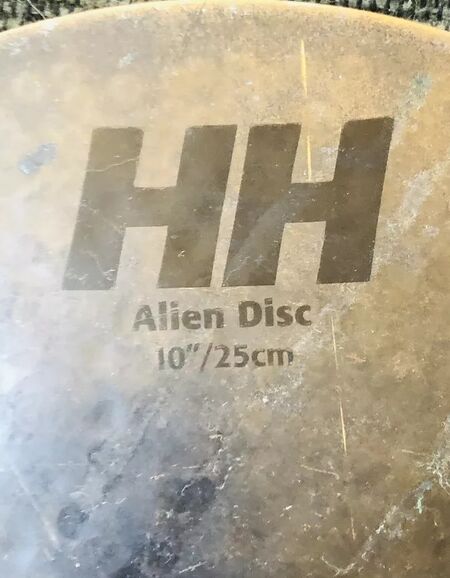 HH
Alien Disc
10"/25cm